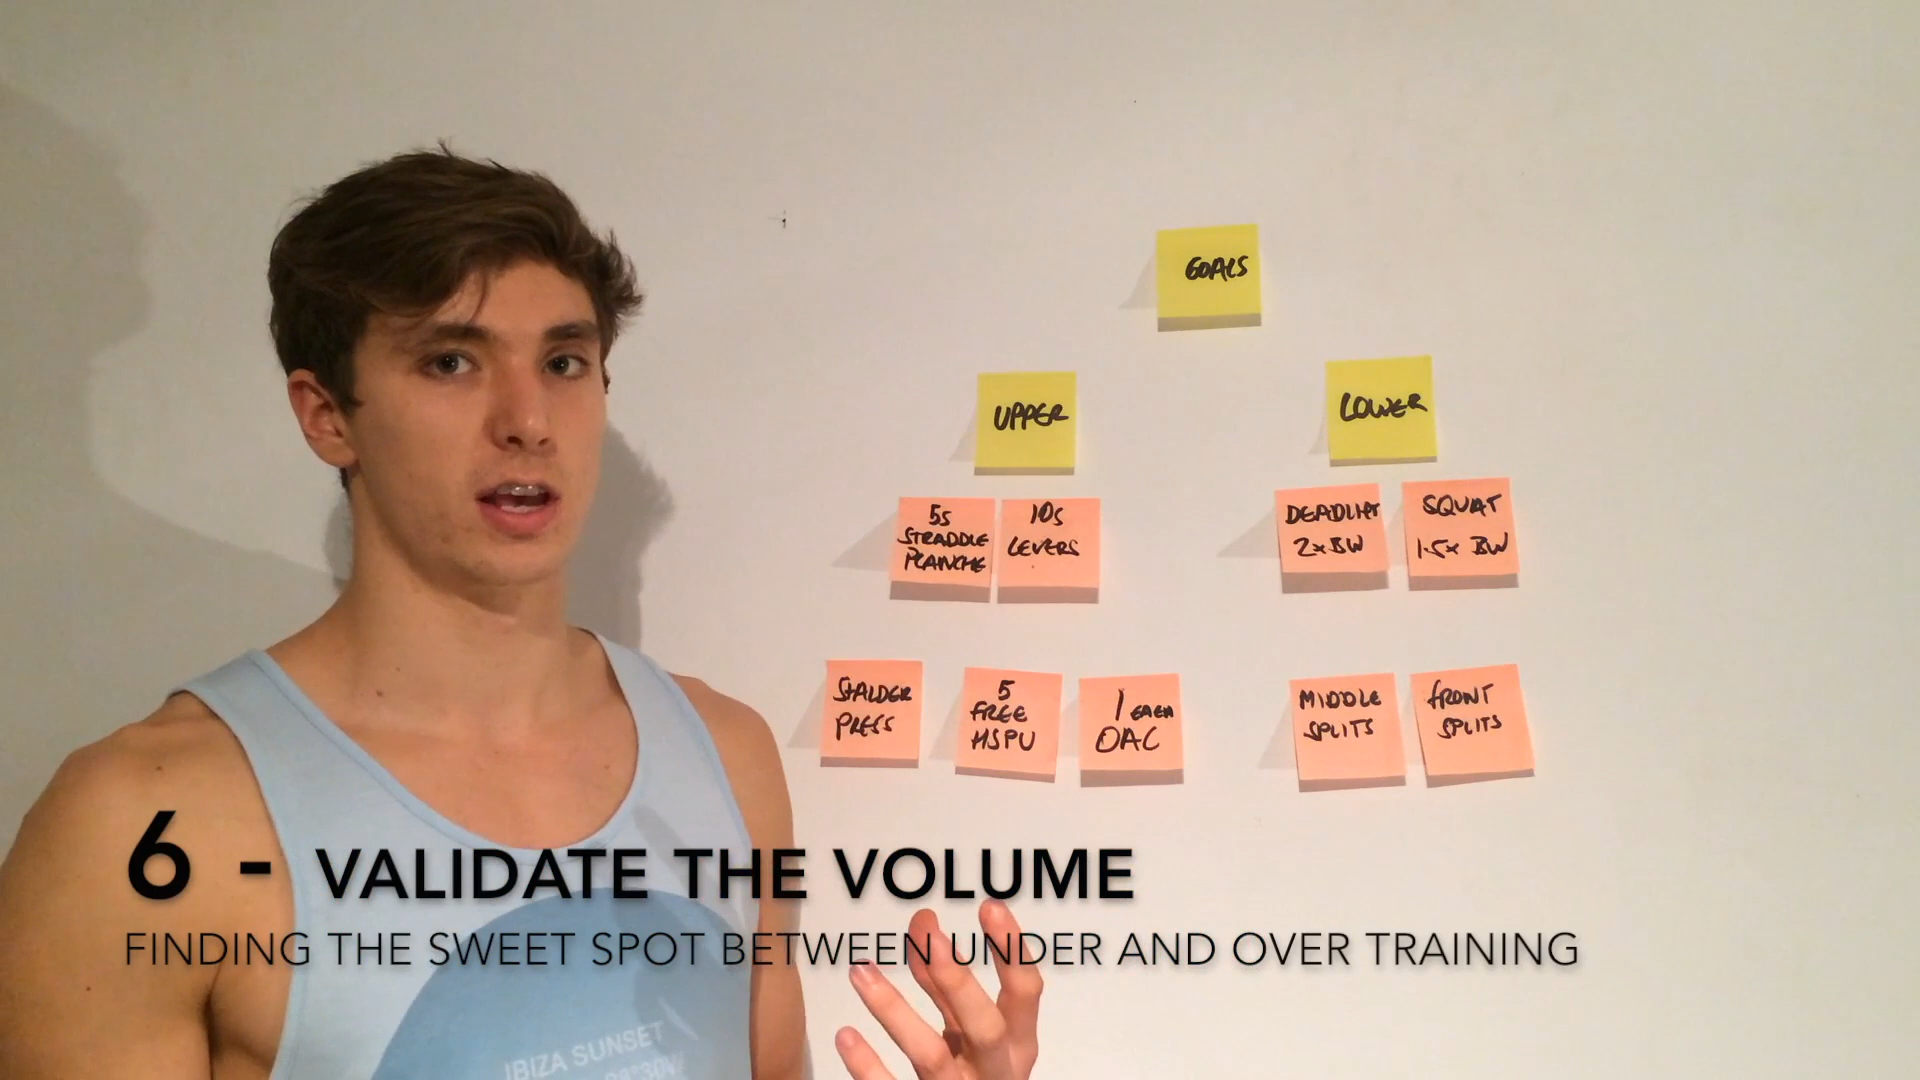 GOALS
UPPER
LOWER
5s
STRADDLE
PLANCHE
10s
LEVERS
DEADLIFT
2x BW
SQUAT
1.5x BW
STALDER
PRESS
5
FREE
HSPU
1 EACH
OAC
MIDDLE
SPLITS
FRONT
SPLITS
6 - VALIDATE THE VOLUME
FINDING THE SWEET SPOT BETWEEN UNDER AND OVER TRAINING
IBIZA SUNSET